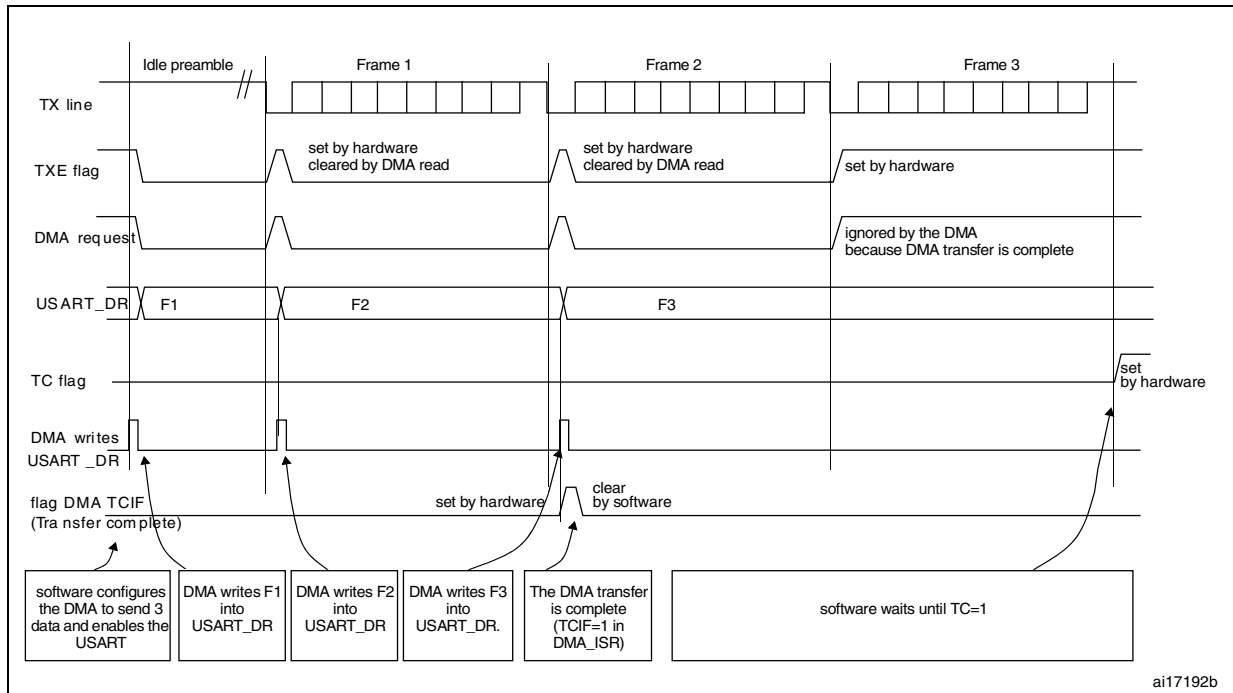 Idle preamble
Frame 1
Frame 2
Frame 3
TX line
TXE flag
set by hardware
cleared by DMA read
set by hardware
cleared by DMA read
set by hardware
DMA request
ignored by the DMA
because DMA transfer is complete
USART_DR
F1
F2
F3
TC flag
set
by hardware
DMA writes
USART _DR
flag DMA TCIF
(Transfer complete)
set by hardware
clear
by software
software configures
the DMA to send 3
data and enables the
USART
DMA writes F1
into
USART_DR
DMA writes F2
into
USART_DR
DMA writes F3
into
USART_DR.
The DMA transfer
is complete
(TCIF=1 in
DMA_ISR)
software waits until TC=1
ai17192b